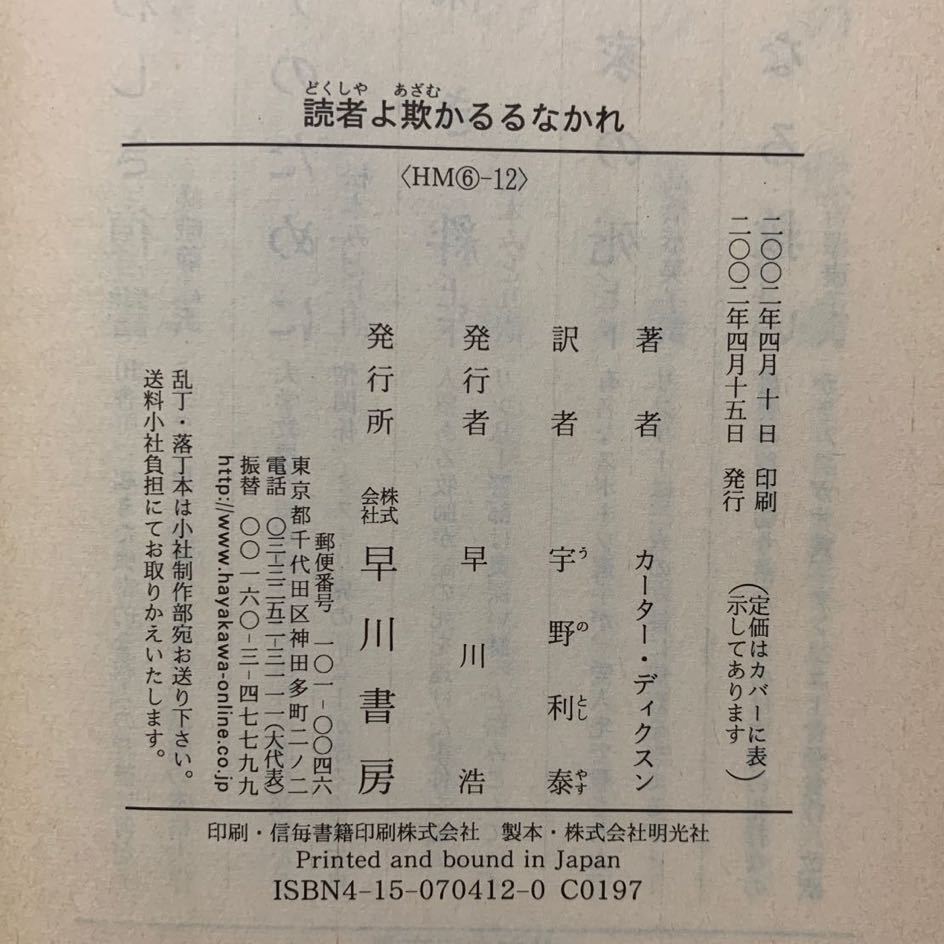 どくしや あざむ
読者よ欺かるるなかれ
〈HM⑥-12〉
二〇〇二年四月 十 日 印刷
二〇〇二年四月十五日 発行
(定価はカバーに表
示してあります)
著者 カーター・ディクスン
訳者 宇野利泰
う の とし やす
発行者 早川 浩
発行所 株式会社 早川書房
郵便番号 一〇一-〇〇四六
東京都千代田区神田多町二ノ二
電話 〇三-三二五二-三一一一(大代表)
振替 〇〇一六〇-三-四七七九九
http://www.hayakawa-online.co.jp
乱丁・落丁本は小社制作部宛お送り下さい。
送料小社負担にてお取りかえいたします。
印刷・信毎書籍印刷株式会社 製本・株式会社明光社
Printed and bound in Japan
ISBN4-15-070412-0 C0197